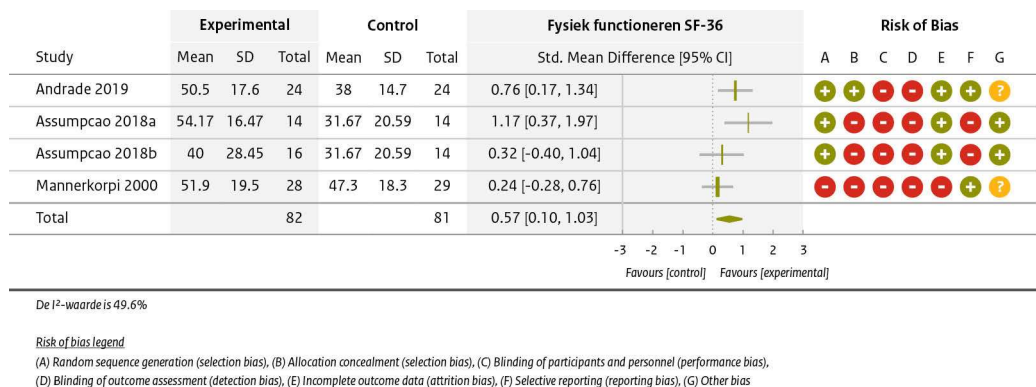 Experimental Control Fysiek functioneren SF-36 Risk of Bias
Study Mean SD Total Mean SD Total Std. Mean Difference [95% CI] A B C D E F G
Andrade 2019 50.5 17.6 24 38 14.7 24 0.76 [0.17, 1.34] + + - - + + ?
Assumpcao 2018a 54.17 16.47 14 31.67 20.59 14 1.17 [0.37, 1.97] + - - - + - +
Assumpcao 2018b 40 28.45 16 31.67 20.59 14 0.32 [-0.40, 1.04] + - - - + - +
Mannerkorpi 2000 51.9 19.5 28 47.3 18.3 29 0.24 [-0.28, 0.76] - - - - - + ?
Total 82 81 0.57 [0.10, 1.03]
-3 -2 -1 0 1 2 3
Favours [control] Favours [experimental]
De I²-waarde is 49.6%
Risk of bias legend
(A) Random sequence generation (selection bias), (B) Allocation concealment (selection bias), (C) Blinding of participants and personnel (performance bias),
(D) Blinding of outcome assessment (detection bias), (E) Incomplete outcome data (attrition bias), (F) Selective reporting (reporting bias), (G) Other bias